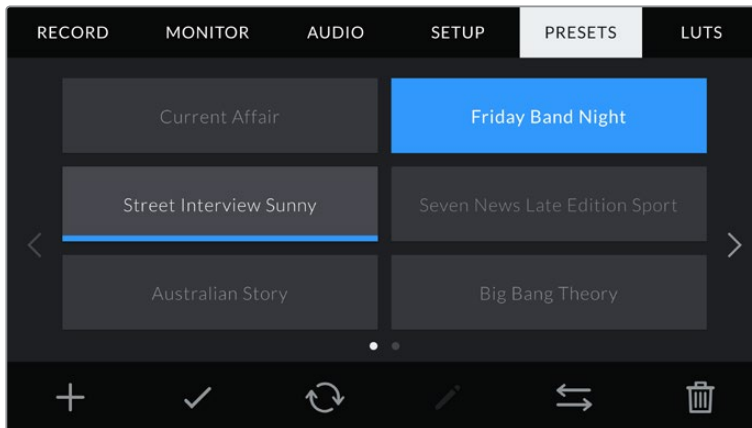 RECORD MONITOR AUDIO SETUP PRESETS LUTS
Current Affair Friday Band Night
Street Interview Sunny Seven News Late Edition Sport
Australian Story Big Bang Theory